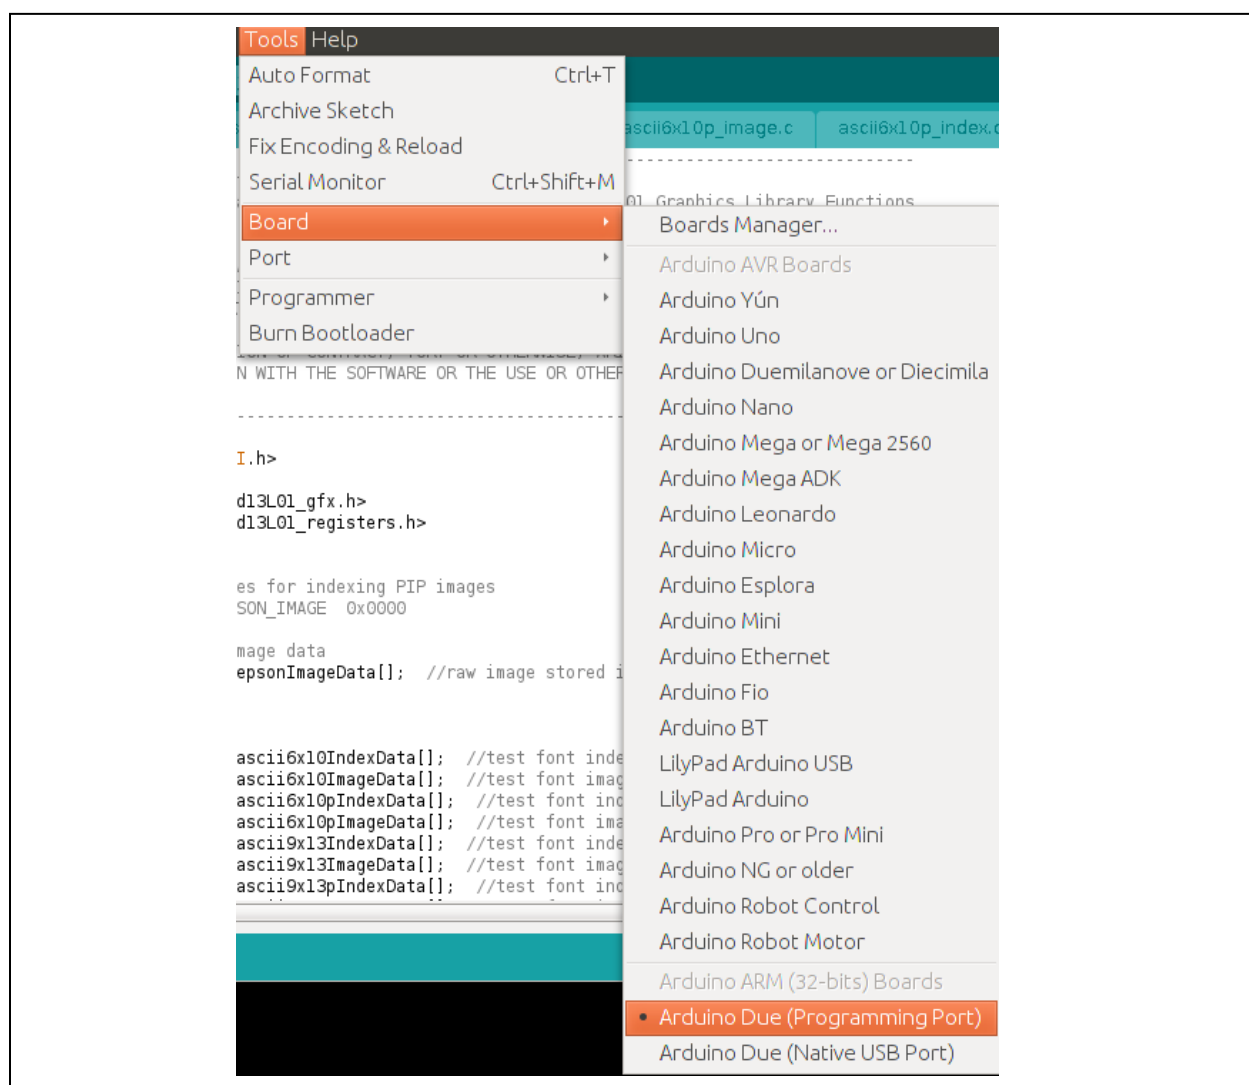 Tools Help
Auto Format Ctrl+T
Archive Sketch
Fix Encoding & Reload
Serial Monitor Ctrl+Shift+M
Board
Port
Programmer
Burn Bootloader
ascii6x10p_image.c ascii6x10p_index.c
01 Graphics Library Functions
Boards Manager...
Arduino AVR Boards
Arduino Yún
Arduino Uno
Arduino Duemilanove or Diecimila
Arduino Nano
Arduino Mega or Mega 2560
Arduino Mega ADK
Arduino Leonardo
Arduino Micro
Arduino Esplora
Arduino Mini
Arduino Ethernet
Arduino Fio
Arduino BT
LilyPad Arduino USB
LilyPad Arduino
Arduino Pro or Pro Mini
Arduino NG or older
Arduino Robot Control
Arduino Robot Motor
Arduino ARM (32-bits) Boards
Arduino Due (Programming Port)
Arduino Due (Native USB Port)
N WITH THE SOFTWARE OR THE USE OR OTHER
I.h>
d13L01_gfx.h>
d13L01_registers.h>
es for indexing PIP images
SON_IMAGE 0x0000
mage data
epsonImageData[]; //raw image stored i
ascii6x10IndexData[]; //test font inde
ascii6x10ImageData[]; //test font imag
ascii6x10pIndexData[]; //test font ind
ascii6x10pImageData[]; //test font ima
ascii9x13IndexData[]; //test font inde
ascii9x13ImageData[]; //test font imag
ascii9x13pIndexData[]; //test font ind